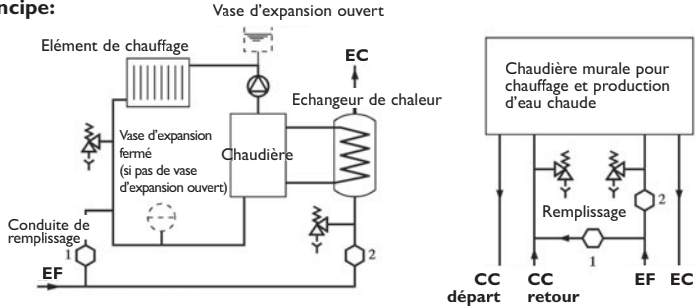 ncipe:
Vase d'expansion ouvert
Elément de chauffage
EC
Echangeur de chaleur
Vase d'expansion
fermé
(si pas de vase
d'expansion ouvert)
Chaudière
Conduite de
remplissage
1
2
EF
Chaudière murale pour
chauffage et production
d'eau chaude
Remplissage
2
1
CC
départ
CC
retour
EF
EC